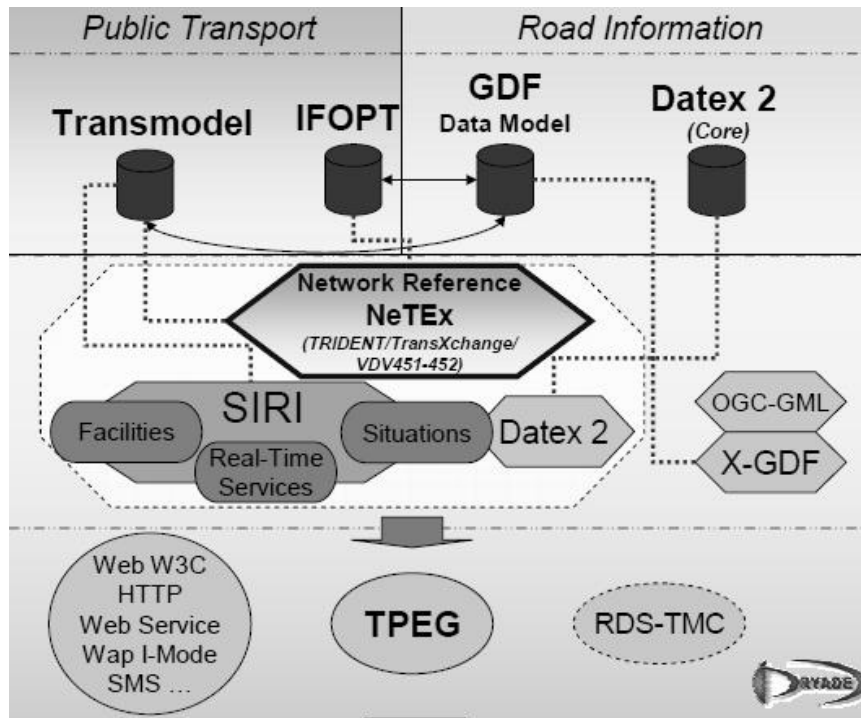 Public Transport
Road Information
Transmodel
IFOPT
GDF
Data Model
Datex 2
(Core)
Network Reference
NeTEx
(TRIDENT/TransXchange/
VDV451-452)
SIRI
Facilities
Situations
Real-Time
Services
Datex 2
OGC-GML
X-GDF
Web W3C
HTTP
Web Service
Wap I-Mode
SMS ...
TPEG
RDS-TMC
DRYADE